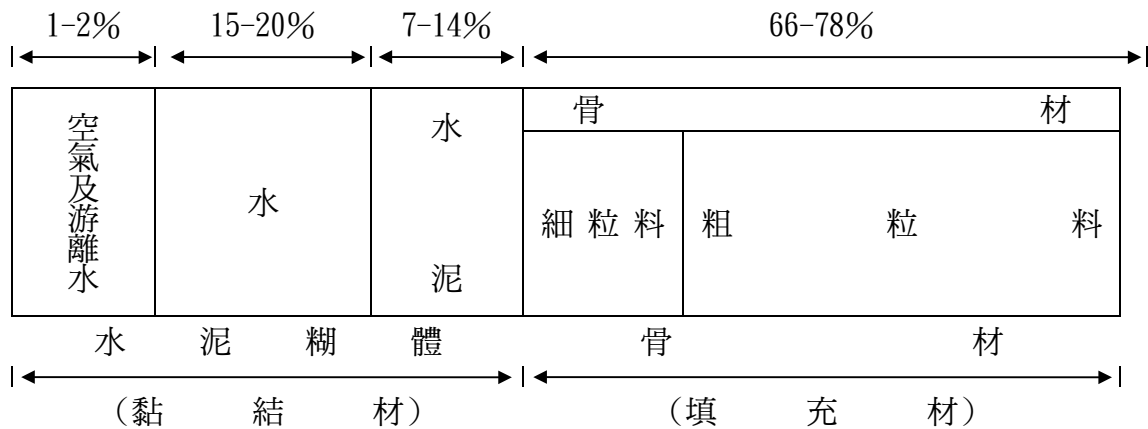 1-2% 15-20% 7-14% 66-78%
空氣及游離水
水
水泥
骨材
細粒料
粗粒料
水泥糊體 骨材
(黏結材) (填充材)